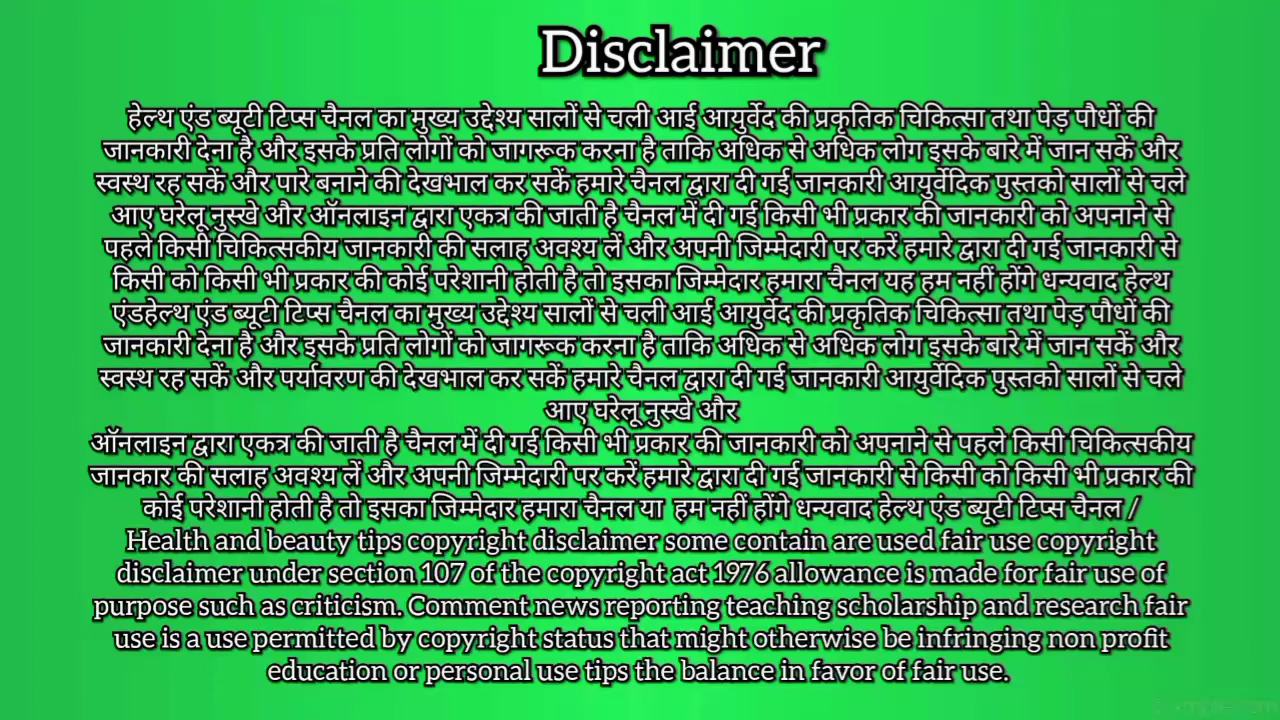 Disclaimer
हेल्थ एंड ब्यूटी टिप्स चैनल का मुख्य उद्देश्य सालों से चली आई आयुर्वेद की प्रकृतिक चिकित्सा तथा पेड़ पौधों की
जानकारी देना है और इसके प्रति लोगों को जागरूक करना है ताकि अधिक से अधिक लोग इसके बारे में जान सकें और
स्वस्थ रह सकें और पारे बनाने की देखभाल कर सकें हमारे चैनल द्वारा दी गई जानकारी आयुर्वेदिक पुस्तको सालों से चले
आए घरेलू नुस्खे और ऑनलाइन द्वारा एकत्र की जाती है चैनल में दी गई किसी भी प्रकार की जानकारी को अपनाने से
पहले किसी चिकित्सकीय जानकारी की सलाह अवश्य लें और अपनी जिम्मेदारी पर करें हमारे द्वारा दी गई जानकारी से
किसी को किसी भी प्रकार की कोई परेशानी होती है तो इसका जिम्मेदार हमारा चैनल यह हम नहीं होंगे धन्यवाद हेल्थ
एंडहेल्थ एंड ब्यूटी टिप्स चैनल का मुख्य उद्देश्य सालों से चली आई आयुर्वेद की प्रकृतिक चिकित्सा तथा पेड़ पौधों की
जानकारी देना है और इसके प्रति लोगों को जागरूक करना है ताकि अधिक से अधिक लोग इसके बारे में जान सकें और
स्वस्थ रह सकें और पर्यावरण की देखभाल कर सकें हमारे चैनल द्वारा दी गई जानकारी आयुर्वेदिक पुस्तको सालों से चले
आए घरेलू नुस्खे और
ऑनलाइन द्वारा एकत्र की जाती है चैनल में दी गई किसी भी प्रकार की जानकारी को अपनाने से पहले किसी चिकित्सकीय
जानकार की सलाह अवश्य लें और अपनी जिम्मेदारी पर करें हमारे द्वारा दी गई जानकारी से किसी को किसी भी प्रकार की
कोई परेशानी होती है तो इसका जिम्मेदार हमारा चैनल या हम नहीं होंगे धन्यवाद हेल्थ एंड ब्यूटी टिप्स चैनल /
Health and beauty tips copyright disclaimer some contain are used fair use copyright
disclaimer under section 107 of the copyright act 1976 allowance is made for fair use of
purpose such as criticism. Comment news reporting teaching scholarship and research fair
use is a use permitted by copyright status that might otherwise be infringing non profit
education or personal use tips the balance in favor of fair use.